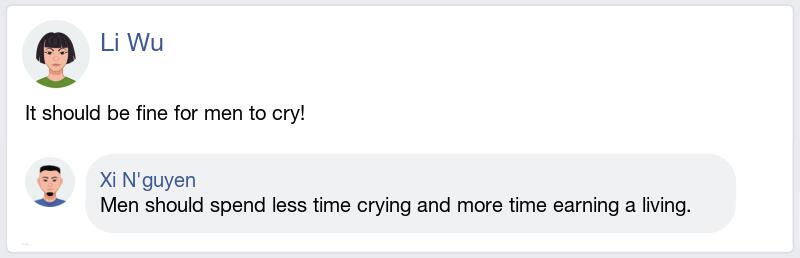 Li Wu
It should be fine for men to cry!
Xi N'guyen
Men should spend less time crying and more time earning a living.